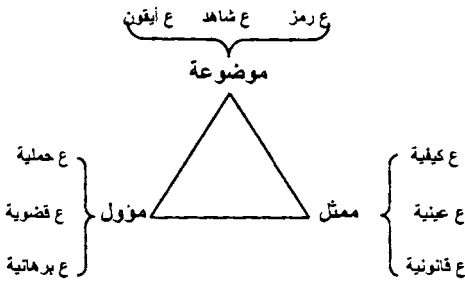 ع رمز ع شاهد ع أيقون
موضوعة
ع كيفية
ع عينية
ع قانونية
ممثل
مؤول
ع حملية
ع قضوية
ع برهانية